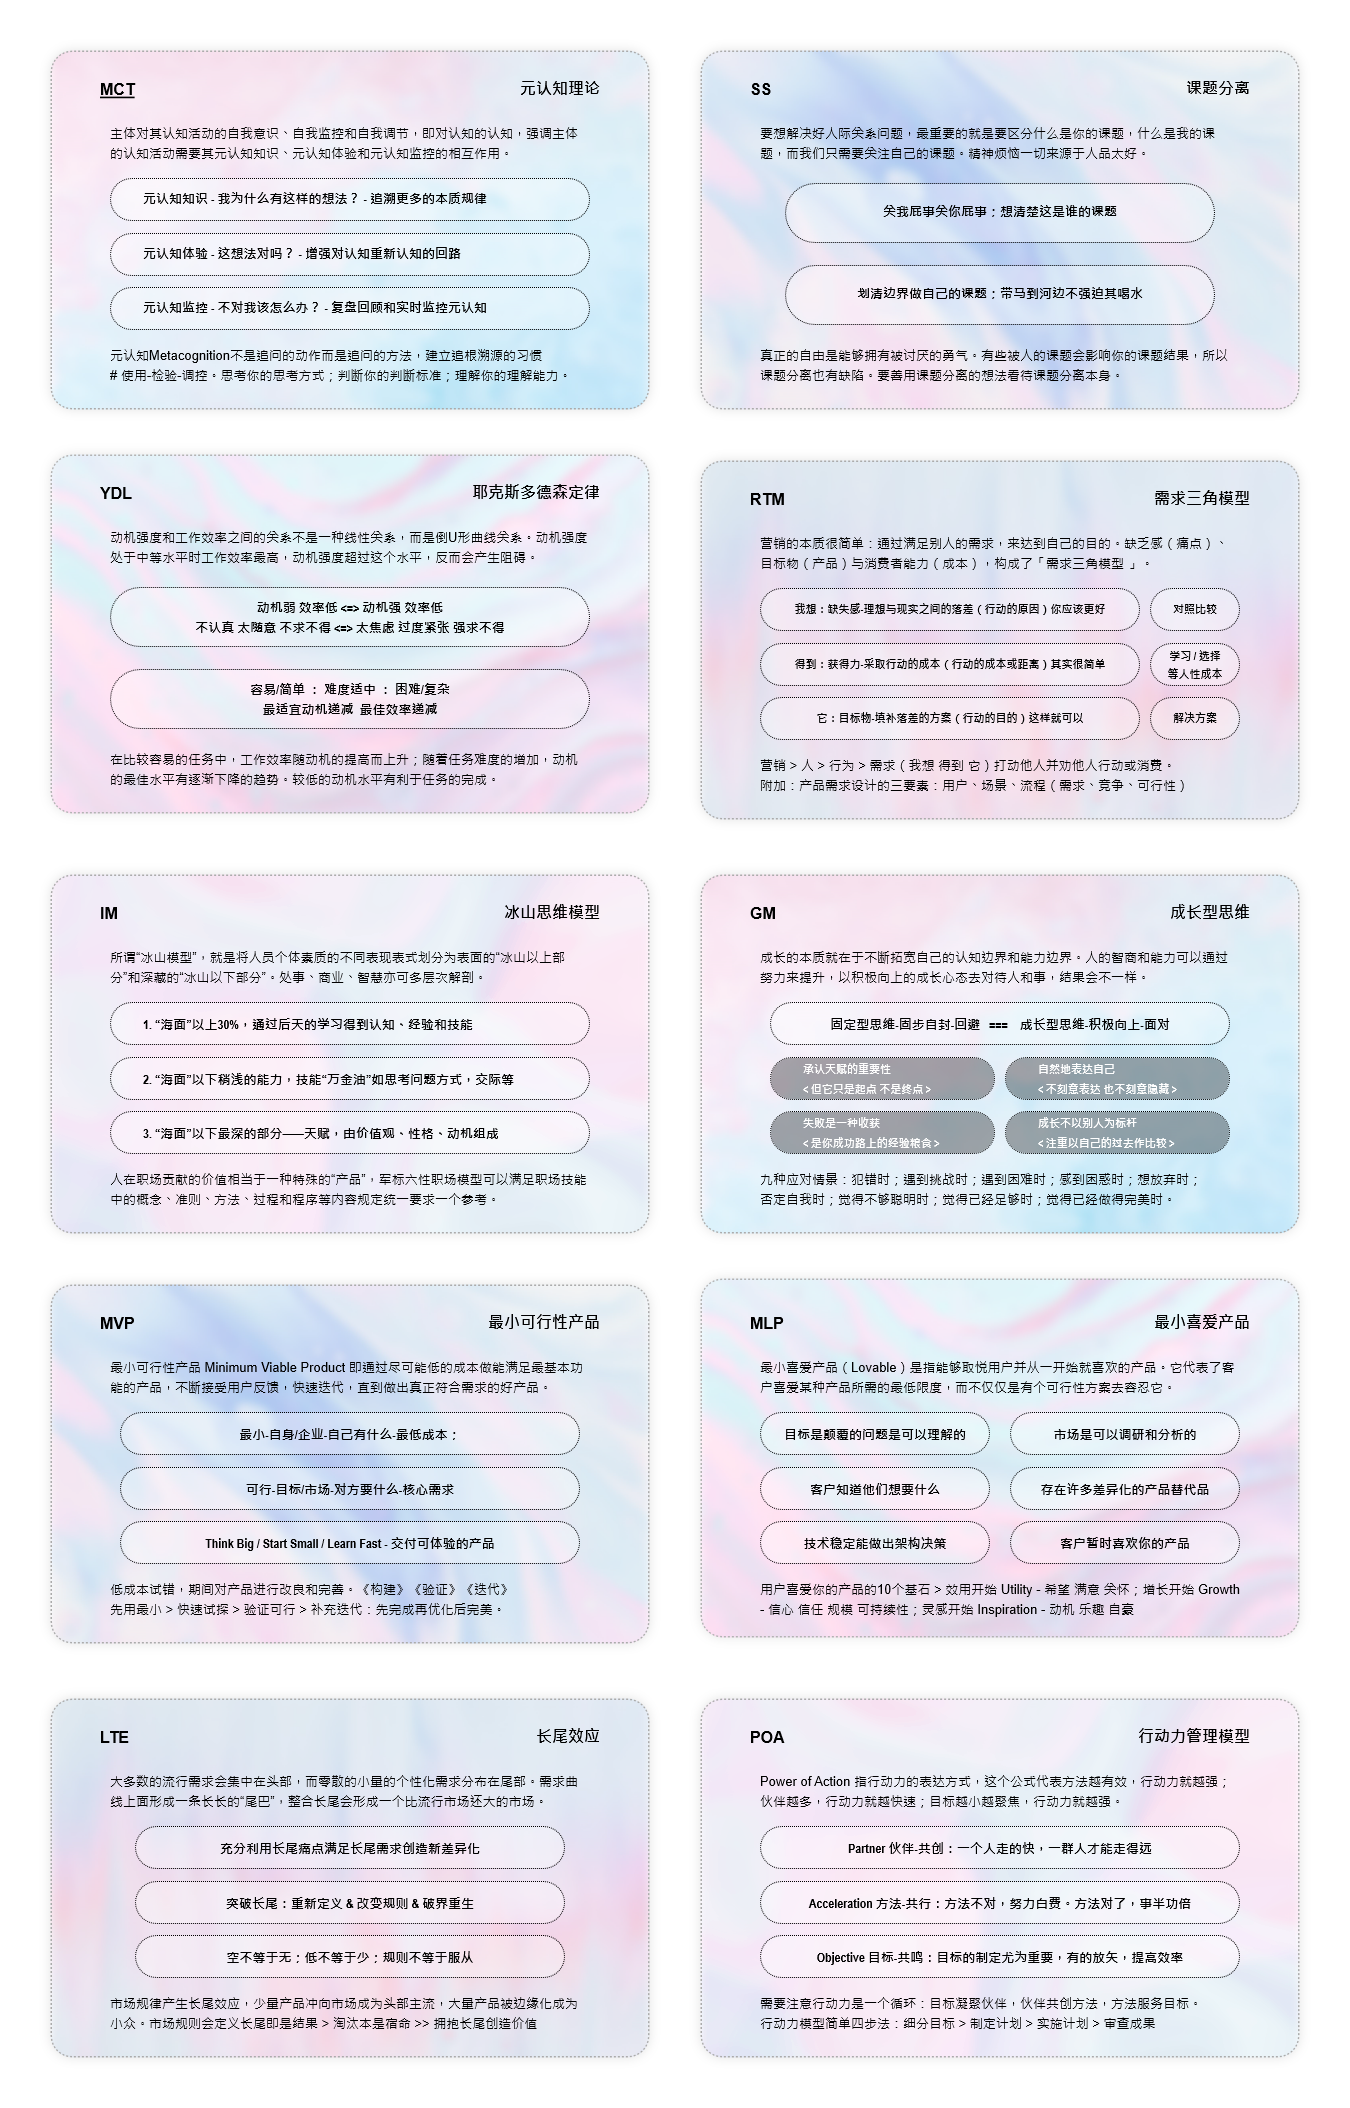 MCT
元认知理论
主体对其认知活动的自我意识、自我监控和自我调节，即对认知的认知，强调主体
的认知活动需要其元认知知识、元认知体验和元认知监控的相互作用。
元认知知识 - 我为什么有这样的想法？ - 追溯更多的本质规律
元认知体验 - 这想法对吗？ - 增强对认知重新认知的回路
元认知监控 - 不对我该怎么办？ - 复盘回顾和实时监控元认知
元认知Metacognition不是追问的动作而是追问的方法，建立追根溯源的习惯
# 使用-检验-调控。思考你的思考方式；判断你的判断标准；理解你的理解能力。
SS
课题分离
要想解决好人际关系问题，最重要的就是要区分什么是你的课题，什么是我的课
题，而我们只需要关注自己的课题。精神烦恼一切来源于人品太好。
关我屁事关你屁事；想清楚这是谁的课题
划清边界做自己的课题；带马到河边不强迫其喝水
真正的自由是能够拥有被讨厌的勇气。有些被人的课题会影响你的课题结果，所以
课题分离也有缺陷。要善用课题分离的想法看待课题分离本身。
YDL
耶克斯多德森定律
动机强度和工作效率之间的关系不是一种线性关系，而是倒U形曲线关系。动机强度
处于中等水平时工作效率最高，动机强度超过这个水平，反而会产生阻碍。
动机弱 效率低 <=> 动机强 效率低
不认真 太随意 不求不得 <=> 太焦虑 过度紧张 强求不得
容易/简单 ： 难度适中 ： 困难/复杂
最适宜动机递减 最佳效率递减
在比较容易的任务中，工作效率随动机的提高而上升；随着任务难度的增加，动机
的最佳水平有逐渐下降的趋势。较低的动机水平有利于任务的完成。
RTM
需求三角模型
营销的本质很简单：通过满足别人的需求，来达到自己的目的。缺乏感（痛点）、
目标物（产品）与消费者能力（成本），构成了「需求三角模型 」。
我想：缺失感-理想与现实之间的落差（行动的原因）你应该更好
对照比较
得到：获得力-采取行动的成本（行动的成本或距离）其实很简单
学习 / 选择
等人性成本
它：目标物-填补落差的方案（行动的目的）这样就可以
解决方案
营销 > 人 > 行为 > 需求（我想 得到 它）打动他人并劝他人行动或消费。
附加：产品需求设计的三要素：用户、场景、流程（需求、竞争、可行性）
IM
冰山思维模型
所谓“冰山模型”，就是将人员个体素质的不同表现表式划分为表面的“冰山以上部
分”和深藏的“冰山以下部分”。处事、商业、智慧亦可多层次解剖。
1. “海面”以上30%，通过后天的学习得到认知、经验和技能
2. “海面”以下稍浅的能力，技能“万金油”如思考问题方式，交际等
3. “海面”以下最深的部分——天赋，由价值观、性格、动机组成
人在职场贡献的价值相当于一种特殊的“产品”，军标六性职场模型可以满足职场技能
中的概念、准则、方法、过程和程序等内容规定统一要求一个参考。
GM
成长型思维
成长的本质就在于不断拓宽自己的认知边界和能力边界。人的智商和能力可以通过
努力来提升，以积极向上的成长心态去对待人和事，结果会不一样。
固定型思维-固步自封-回避 === 成长型思维-积极向上-面对
承认天赋的重要性
< 但它只是起点 不是终点 >
自然地表达自己
< 不刻意表达 也不刻意隐藏 >
失败是一种收获
< 是你成功路上的经验粮食 >
成长不以别人为标杆
< 注重以自己的过去作比较 >
九种应对情景：犯错时；遇到挑战时；遇到困难时；感到困惑时；想放弃时；
否定自我时；觉得不够聪明时；觉得已经足够时；觉得已经做得完美时。
MVP
最小可行性产品
最小可行性产品 Minimum Viable Product 即通过尽可能低的成本做能满足最基本功
能的产品，不断接受用户反馈，快速迭代，直到做出真正符合需求的好产品。
最小-自身/企业-自己有什么-最低成本；
可行-目标/市场-对方要什么-核心需求
Think Big / Start Small / Learn Fast - 交付可体验的产品
低成本试错，期间对产品进行改良和完善。《构建》《验证》《迭代》
先用最小 > 快速试探 > 验证可行 > 补充迭代：先完成再优化后完美。
MLP
最小喜爱产品
最小喜爱产品（Lovable）是指能够取悦用户并从一开始就喜欢的产品。它代表了客
户喜爱某种产品所需的最低限度，而不仅仅是有个可行性方案去容忍它。
目标是颠覆的问题是可以理解的
市场是可以调研和分析的
客户知道他们想要什么
存在许多差异化的产品替代品
技术稳定能做出架构决策
客户暂时喜欢你的产品
用户喜爱你的产品的10个基石 > 效用开始 Utility - 希望 满意 关怀；增长开始 Growth
- 信心 信任 规模 可持续性；灵感开始 Inspiration - 动机 乐趣 自豪
LTE
长尾效应
大多数的流行需求会集中在头部，而零散的小量的个性化需求分布在尾部。需求曲
线上面形成一条长长的“尾巴”，整合长尾会形成一个比流行市场还大的市场。
充分利用长尾痛点满足长尾需求创造新差异化
突破长尾：重新定义 & 改变规则 & 破界重生
空不等于无；低不等于少；规则不等于服从
市场规律产生长尾效应，少量产品冲向市场成为头部主流，大量产品被边缘化成为
小众。市场规则会定义长尾即是结果 > 淘汰本是宿命 >> 拥抱长尾创造价值
POA
行动力管理模型
Power of Action 指行动力的表达方式，这个公式代表方法越有效，行动力就越强；
伙伴越多，行动力就越快速；目标越小越聚焦，行动力就越强。
Partner 伙伴-共创：一个人走的快，一群人才能走得远
Acceleration 方法-共行：方法不对，努力白费。方法对了，事半功倍
Objective 目标-共鸣：目标的制定尤为重要，有的放矢，提高效率
需要注意行动力是一个循环：目标凝聚伙伴，伙伴共创方法，方法服务目标。
行动力模型简单四步法：细分目标 > 制定计划 > 实施计划 > 审查成果